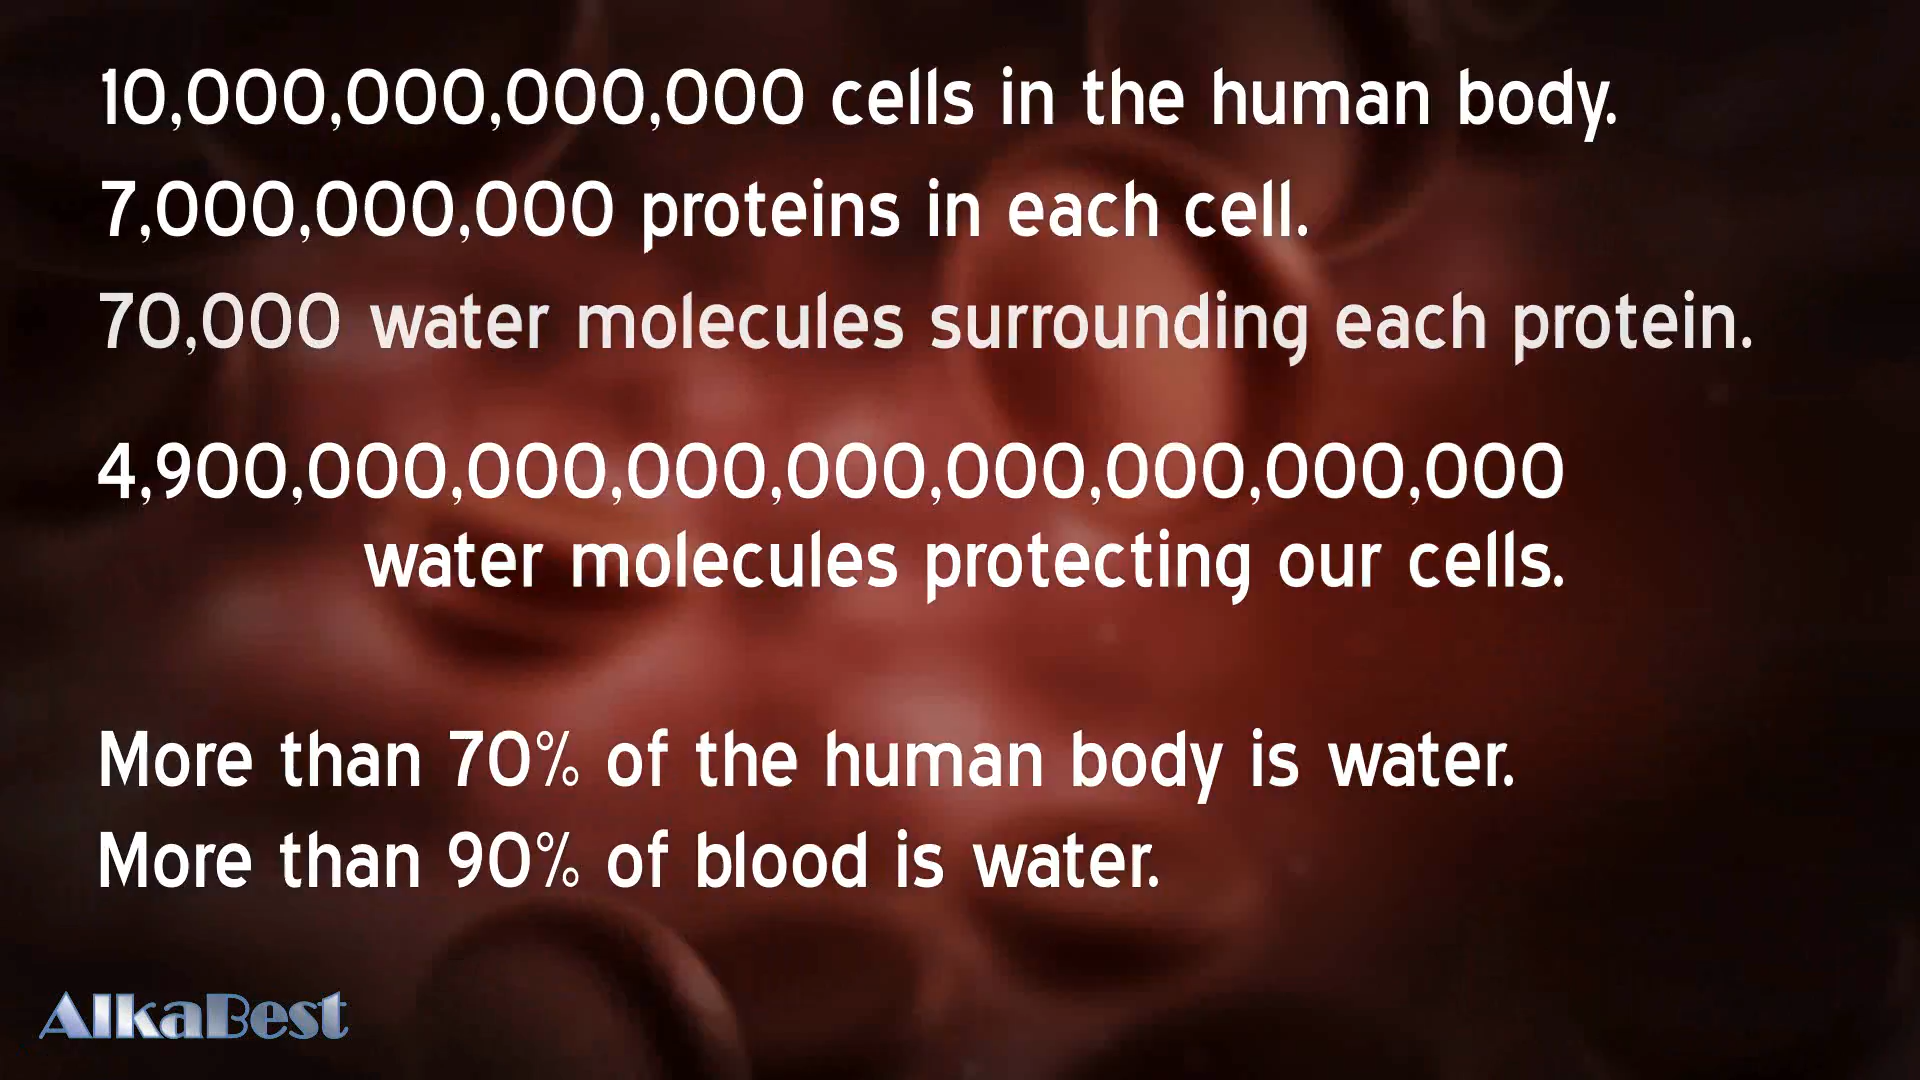 10,000,000,000,000 cells in the human body.
7,000,000,000 proteins in each cell.
70,000 water molecules surrounding each protein.
4,900,000,000,000,000,000,000,000,000
water molecules protecting our cells.
More than 70% of the human body is water.
More than 90% of blood is water.
AlkaBest